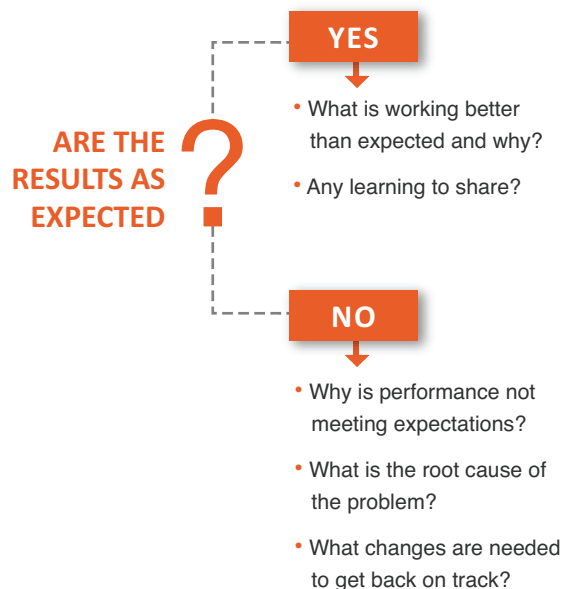 ARE THE
RESULTS AS
EXPECTED
?
YES
• What is working better
than expected and why?
• Any learning to share?
NO
• Why is performance not
meeting expectations?
• What is the root cause of
the problem?
• What changes are needed
to get back on track?